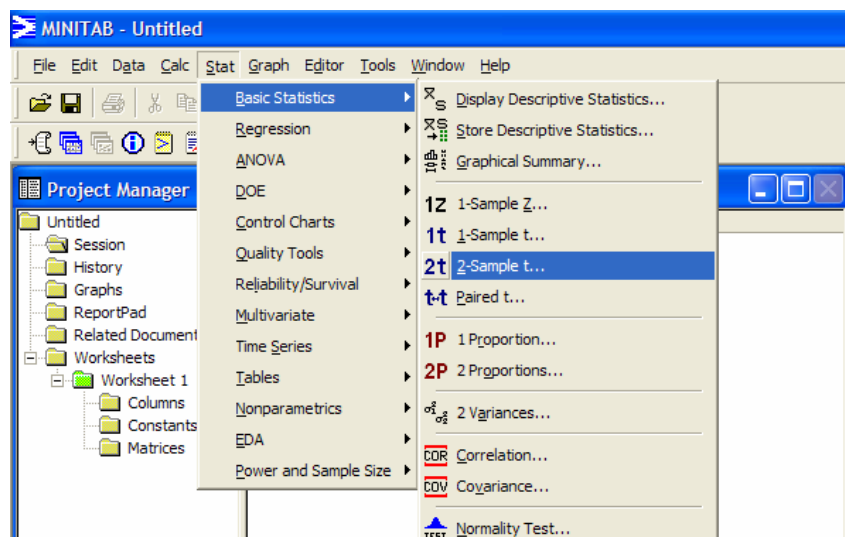 MINITAB - Untitled
File Edit Data Calc Stat Graph Editor Tools Window Help
Project Manager
Untitled
Session
History
Graphs
ReportPad
Related Document
Worksheets
Worksheet 1
Columns
Constants
Matrices
Basic Statistics
Regression
ANOVA
DOE
Control Charts
Quality Tools
Reliability/Survival
Multivariate
Time Series
Tables
Nonparametrics
EDA
Power and Sample Size
x̄ s Display Descriptive Statistics...
x̄ s Store Descriptive Statistics...
Graphical Summary...
1Z 1-Sample Z...
1t 1-Sample t...
2t 2-Sample t...
t-t Paired t...
1P 1 Proportion...
2P 2 Proportions...
σ²₁ σ²₂ 2 Variances...
COR Correlation...
COV Covariance...
TEST Normality Test...